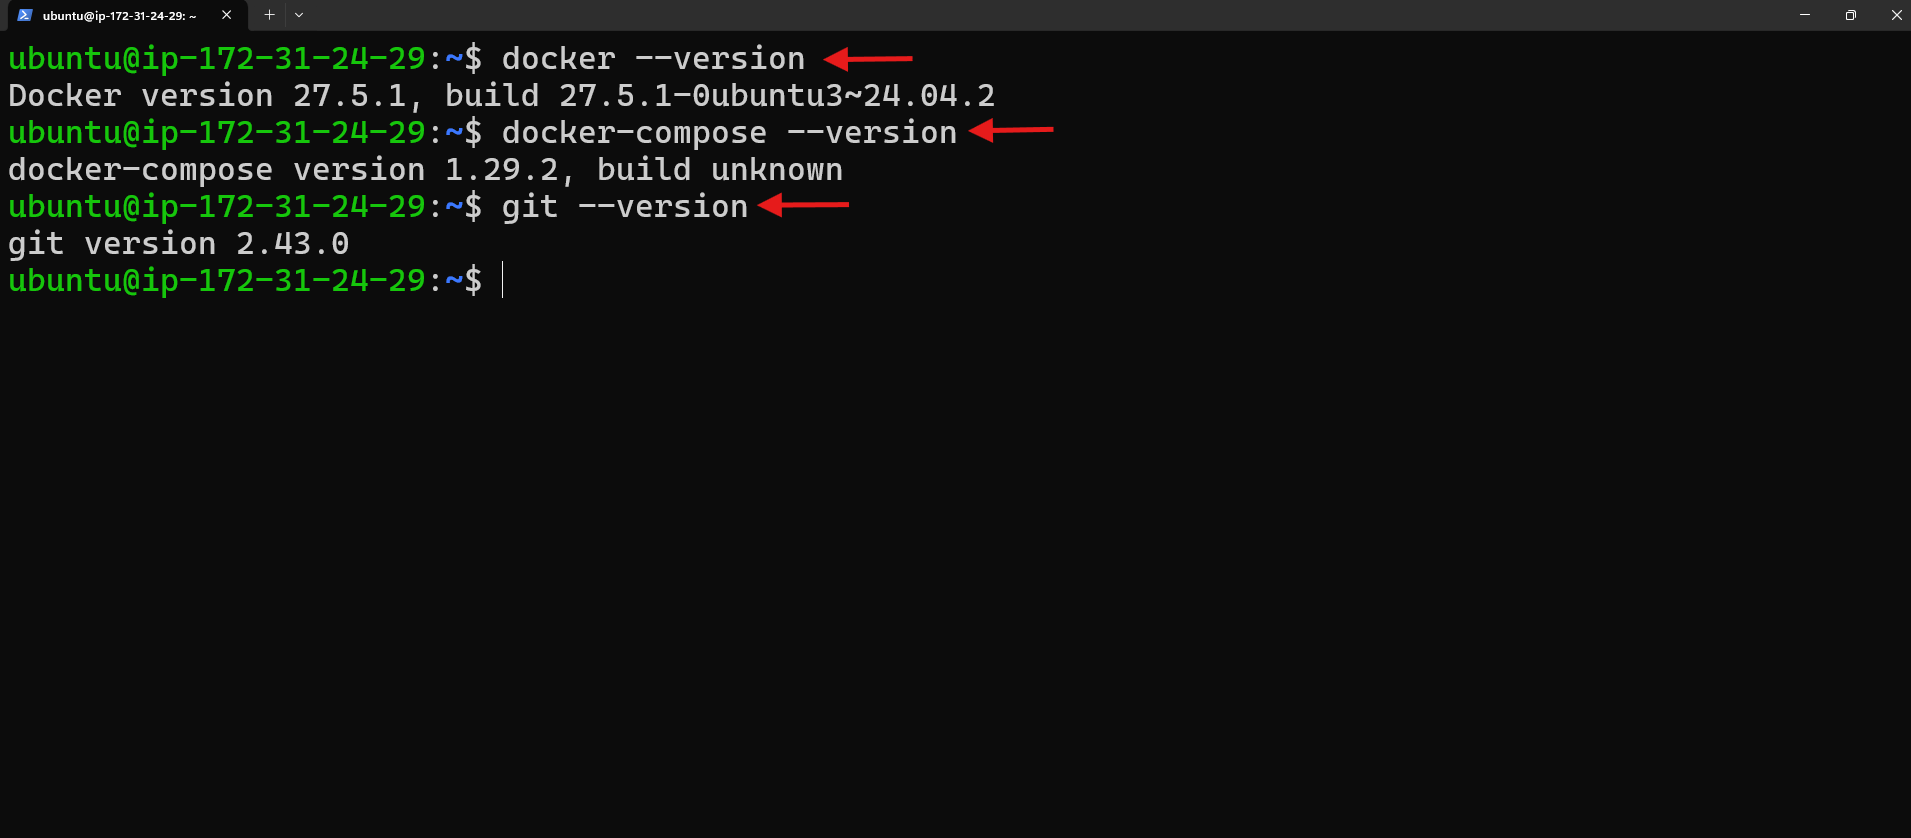 ubuntu@ip-172-31-24-29: ~
ubuntu@ip-172-31-24-29:~$ docker --version
Docker version 27.5.1, build 27.5.1-0ubuntu3~24.04.2
ubuntu@ip-172-31-24-29:~$ docker-compose --version
docker-compose version 1.29.2, build unknown
ubuntu@ip-172-31-24-29:~$ git --version
git version 2.43.0
ubuntu@ip-172-31-24-29:~$